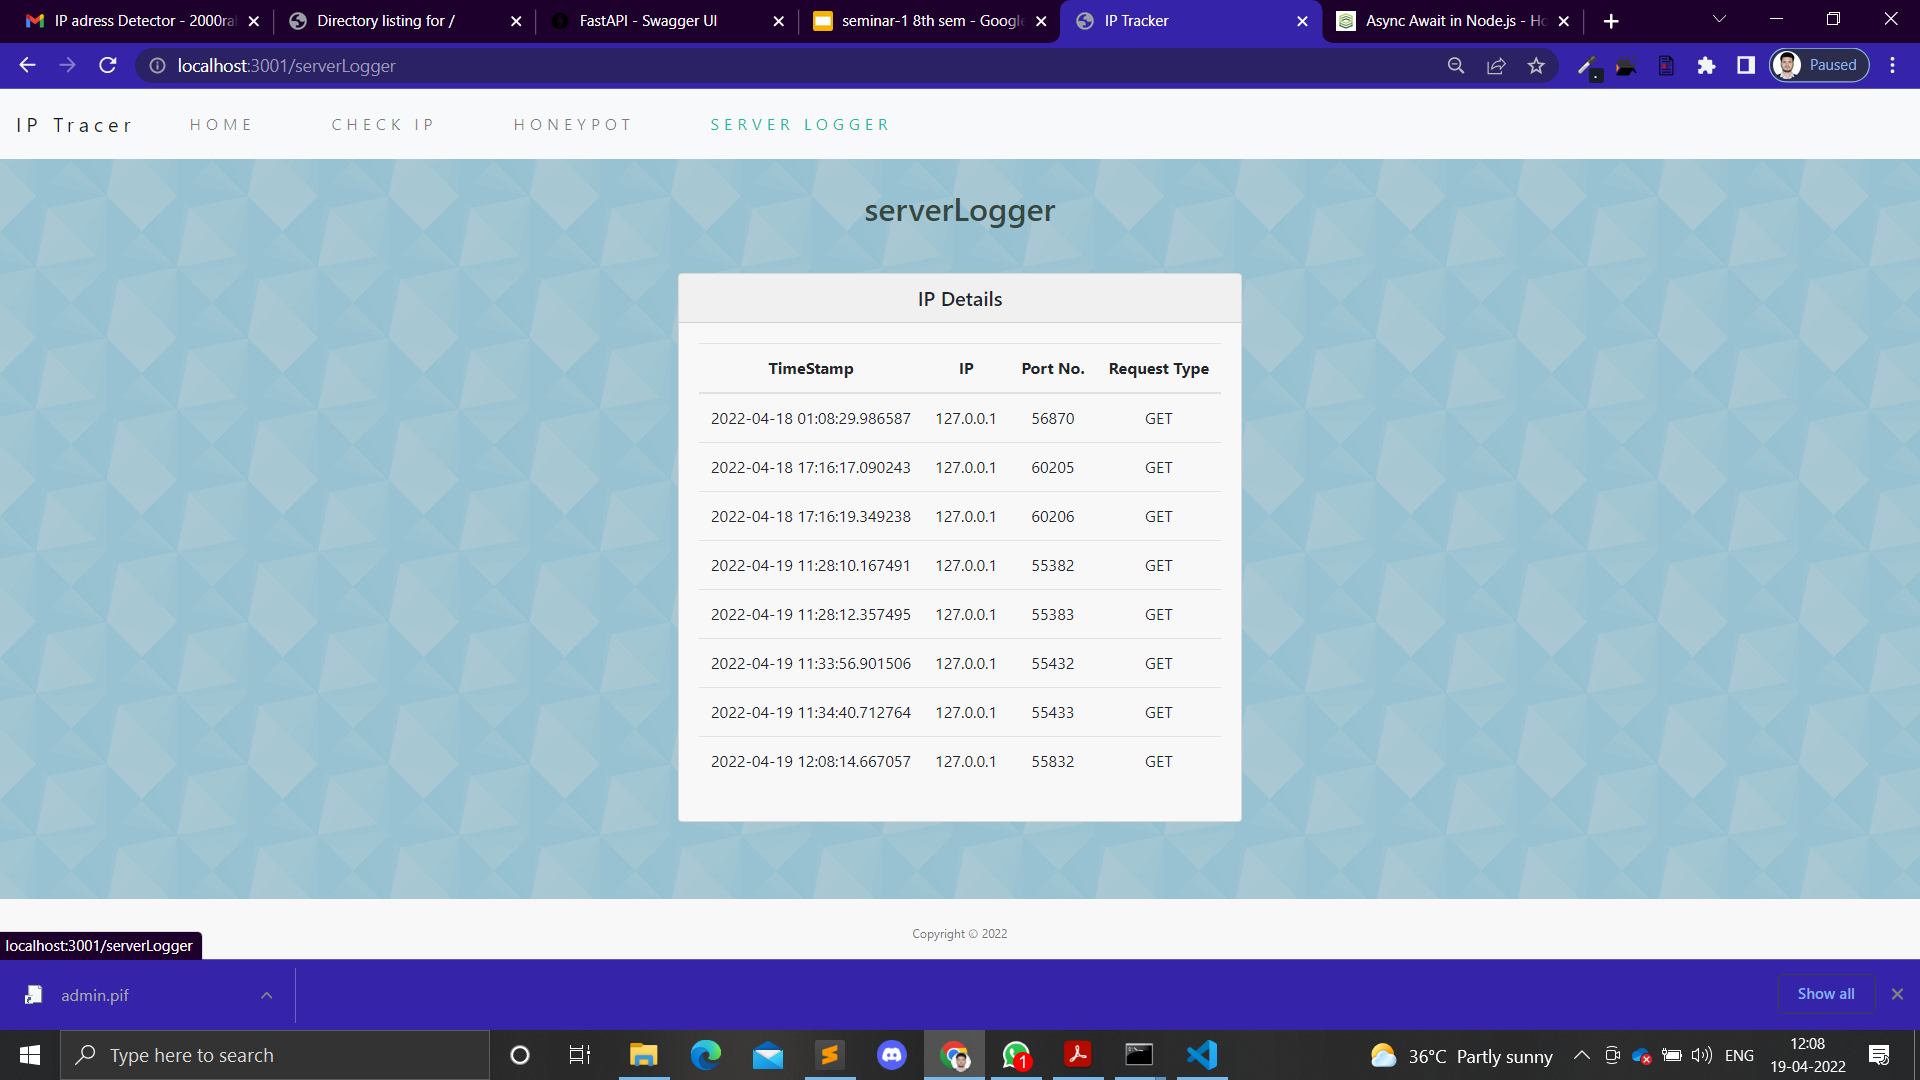 IP adress Detector - 2000ra
Directory listing for /
FastAPI - Swagger UI
seminar-1 8th sem - Google
IP Tracker
Async Await in Node.js - Ho
localhost:3001/serverLogger
Paused
IP Tracer
HOME
CHECK IP
HONEYPOT
SERVER LOGGER
serverLogger
IP Details
TimeStamp IP Port No. Request Type
2022-04-18 01:08:29.986587 127.0.0.1 56870 GET
2022-04-18 17:16:17.090243 127.0.0.1 60205 GET
2022-04-18 17:16:19.349238 127.0.0.1 60206 GET
2022-04-19 11:28:10.167491 127.0.0.1 55382 GET
2022-04-19 11:28:12.357495 127.0.0.1 55383 GET
2022-04-19 11:33:56.901506 127.0.0.1 55432 GET
2022-04-19 11:34:40.712764 127.0.0.1 55433 GET
2022-04-19 12:08:14.667057 127.0.0.1 55832 GET
Copyright © 2022
localhost:3001/serverLogger
admin.pif
Show all
Type here to search
1
36°C Partly sunny
ENG
12:08
19-04-2022